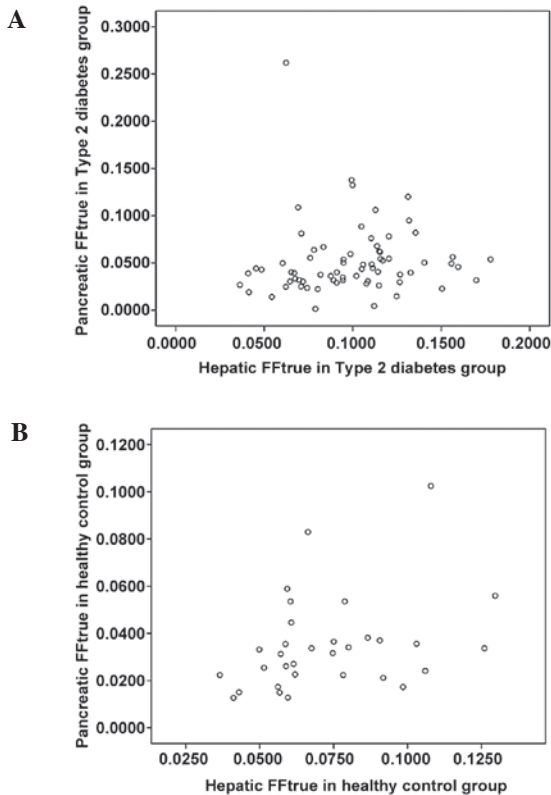 A
Pancreatic FFtrue in Type 2 diabetes group
0.3000
0.2500
0.2000
0.1500
0.1000
0.0500
0.0000
0.0000 0.0500 0.1000 0.1500 0.2000
Hepatic FFtrue in Type 2 diabetes group
B
Pancreatic FFtrue in healthy control group
0.1200
0.1000
0.0800
0.0600
0.0400
0.0200
0.0000
0.0250 0.0500 0.0750 0.1000 0.1250
Hepatic FFtrue in healthy control group